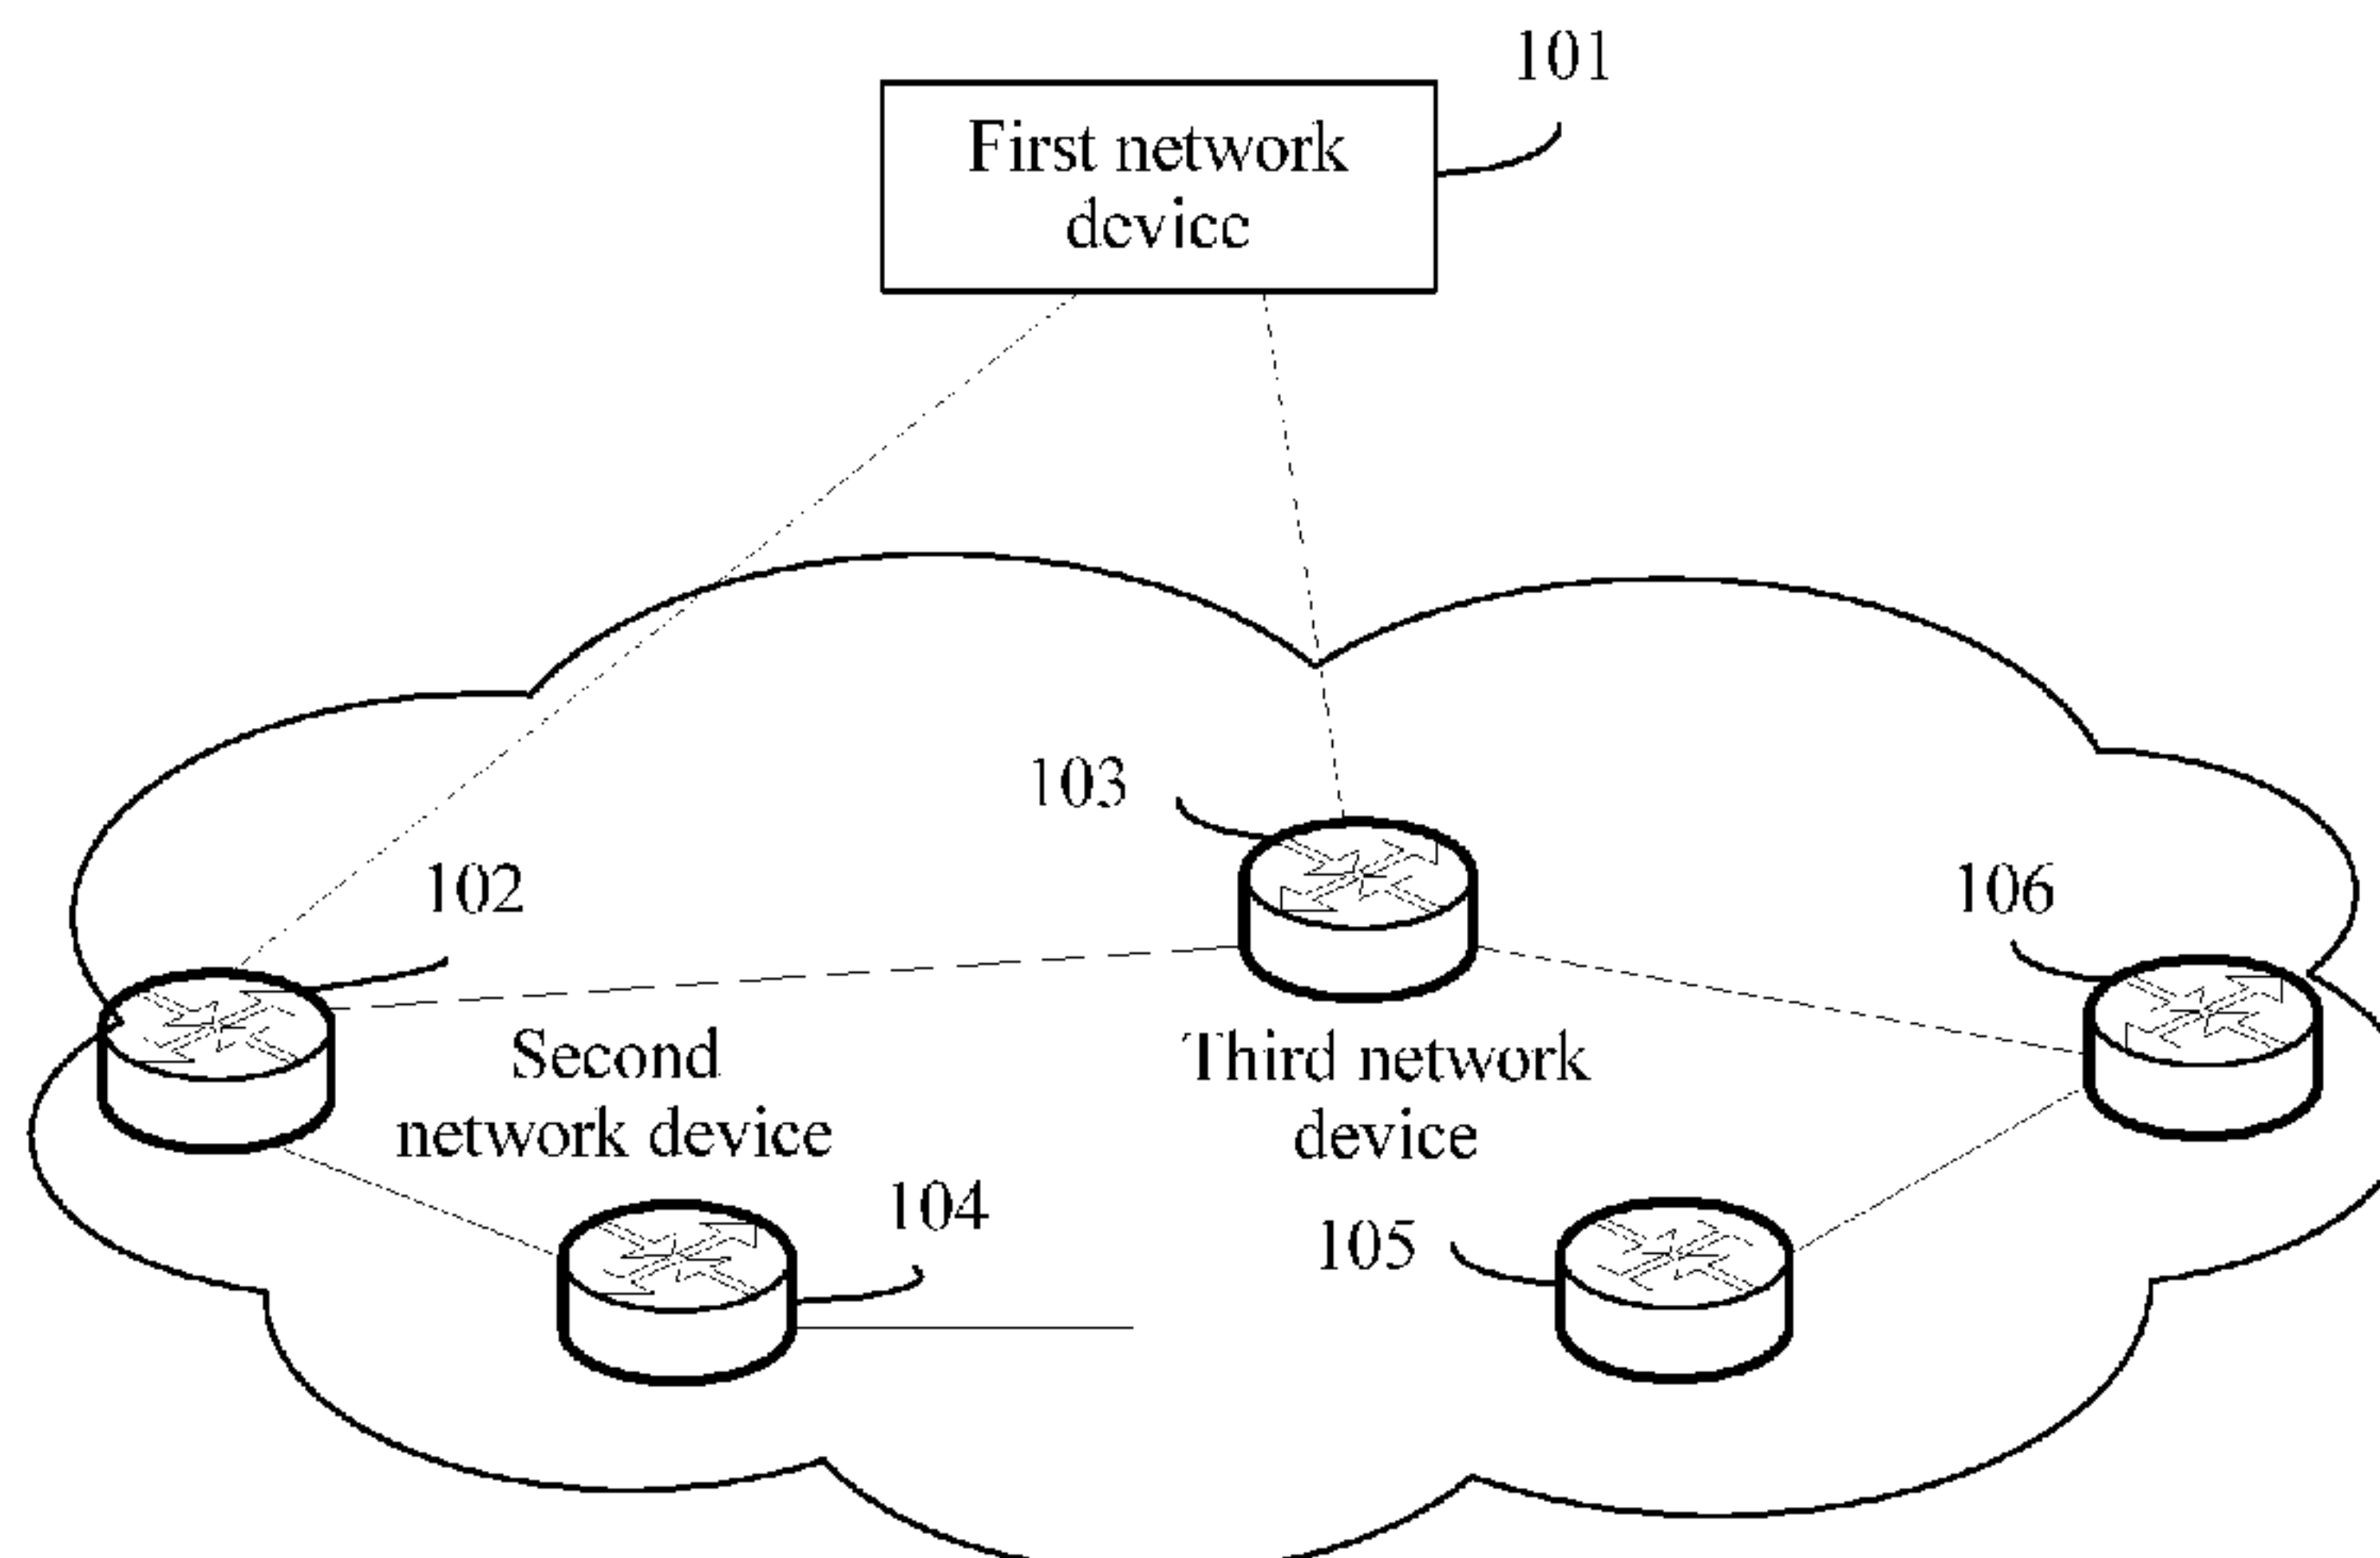 101
First network
device
103
102
106
Second
network device
Third network
device
104
105